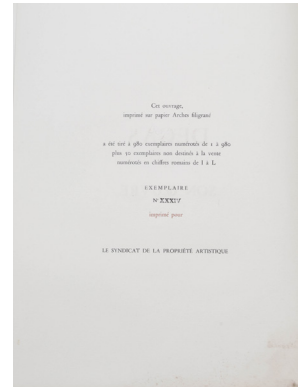 Cet ouvrage,
imprimé sur papier Arches filigrané
a été tiré à 980 exemplaires numérotés de 1 à 980
plus 50 exemplaires non destinés à la vente
numérotés en chiffres romains de I à L.
EXEMPLAIRE
N° XXXIV
imprimé pour
LE SYNDICAT DE LA PROPRIÉTÉ ARTISTIQUE